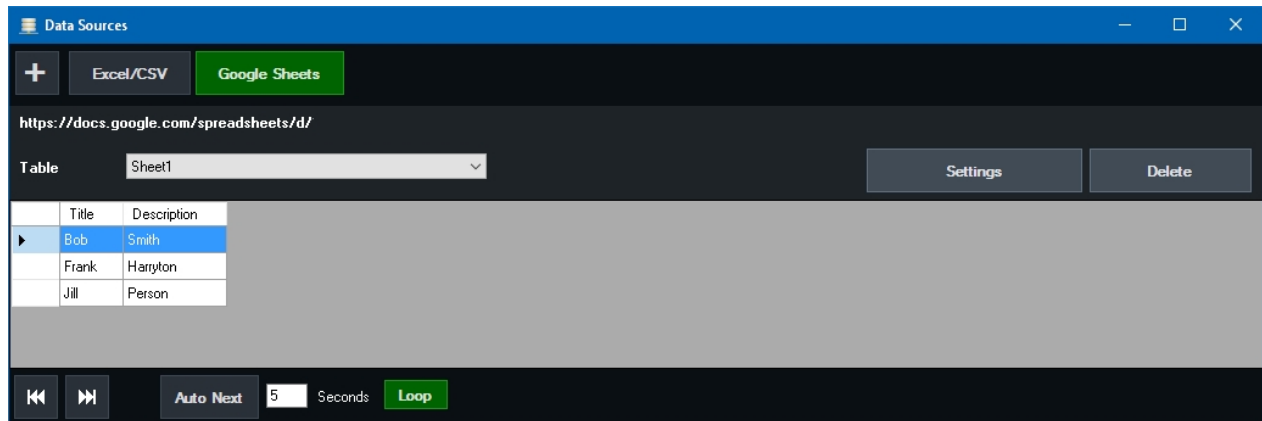 Data Sources
+ Excel/CSV Google Sheets
https://docs.google.com/spreadsheets/d/
Table Sheet1 Settings Delete
Title Description
Bob Smith
Frank Harryton
Jill Person
Auto Next 5 Seconds Loop